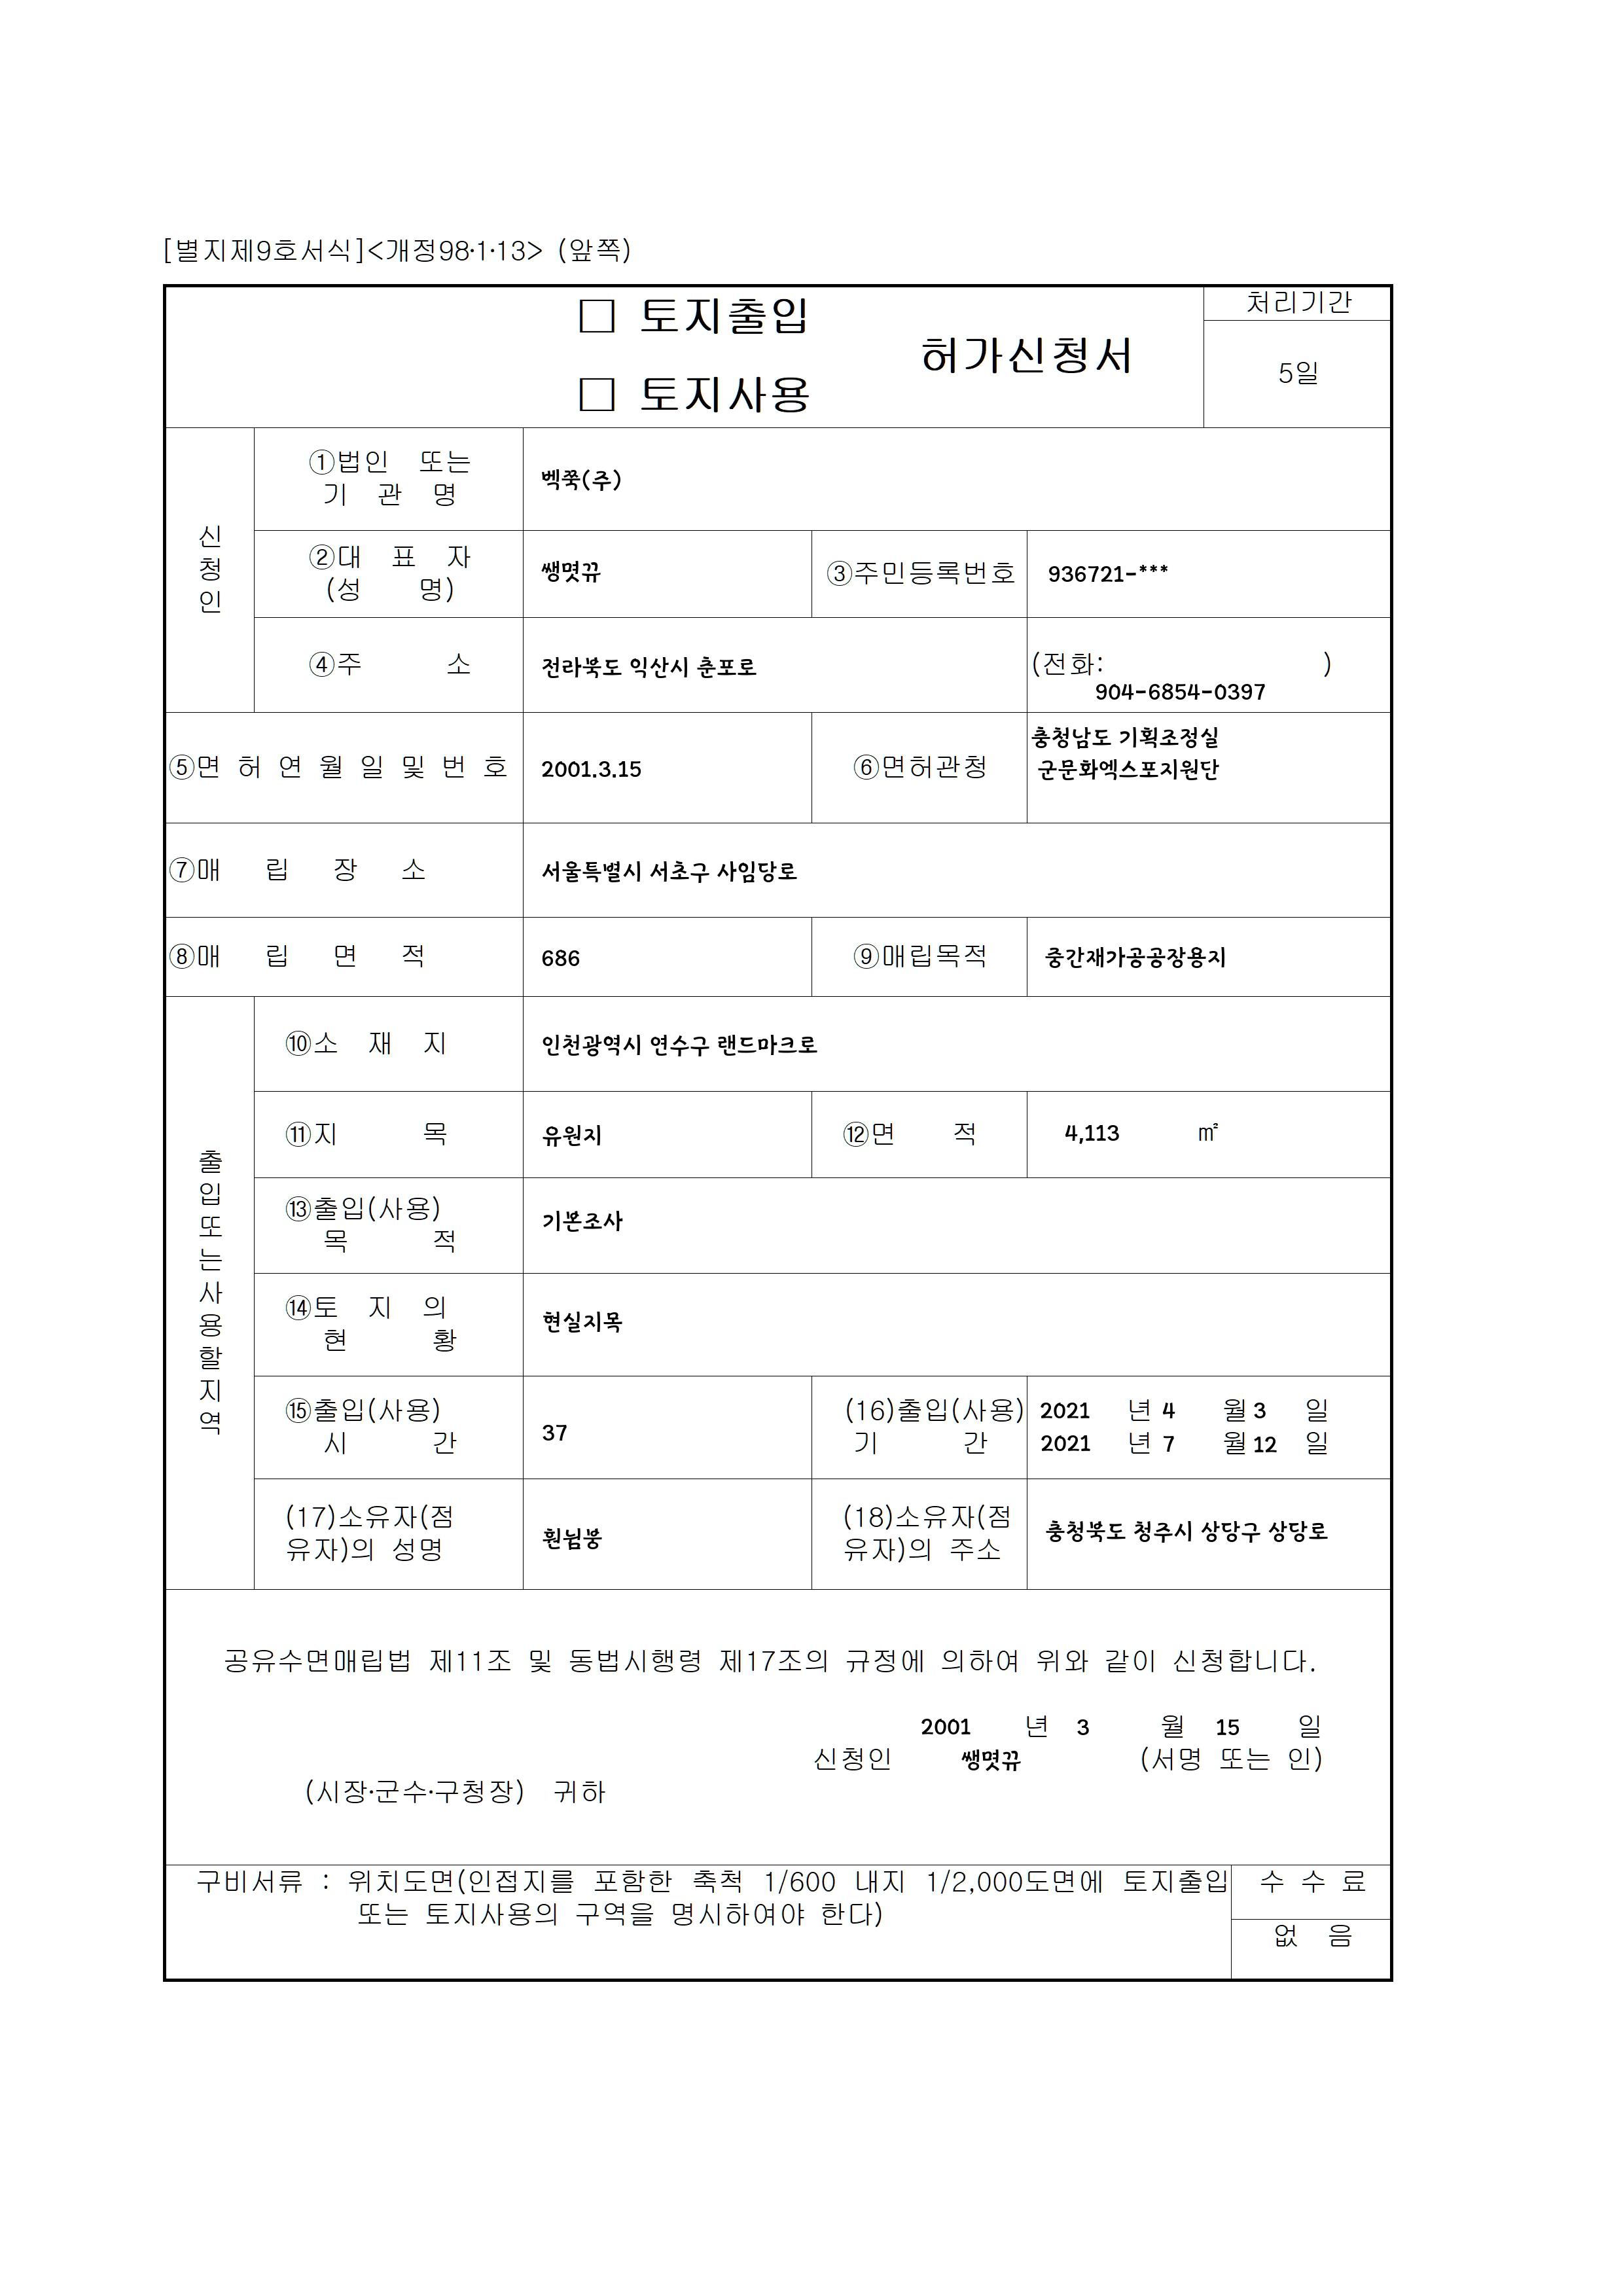 [별지제9호서식]<개정98·1·13> (앞쪽)
□ 토지출입
□ 토지사용
허가신청서
처리기간
5일
신청인
①법인 또는
기 관 명
벡쭉(주)
②대 표 자
(성 명)
쌩몃뀨
③주민등록번호
936721-***
④주 소
전라북도 익산시 춘포로
(전화: )
904-6854-0397
⑤면 허 연 월 일 및 번 호
2001.3.15
⑥면허관청
충청남도 기획조정실
군문화엑스포지원단
⑦매 립 장 소
서울특별시 서초구 사임당로
⑧매 립 면 적
686
⑨매립목적
중간재가공공장용지
출입또는사용할지역
⑩소 재 지
인천광역시 연수구 랜드마크로
⑪지 목
유원지
⑫면 적
4,113 ㎡
⑬출입(사용)
목 적
기본조사
⑭토 지 의
현 황
현실지목
⑮출입(사용)
시 간
37
(16)출입(사용)
기 간
2021 년 4 월 3 일
2021 년 7 월 12 일
(17)소유자(점
유자)의 성명
훤님붕
(18)소유자(점
유자)의 주소
충청북도 청주시 상당구 상당로
공유수면매립법 제11조 및 동법시행령 제17조의 규정에 의하여 위와 같이 신청합니다.
2001 년 3 월 15 일
신청인 쌩몃뀨 (서명 또는 인)
(시장·군수·구청장) 귀하
구비서류 : 위치도면(인접지를 포함한 축척 1/600 내지 1/2,000도면에 토지출입
또는 토지사용의 구역을 명시하여야 한다)
수 수 료
없 음